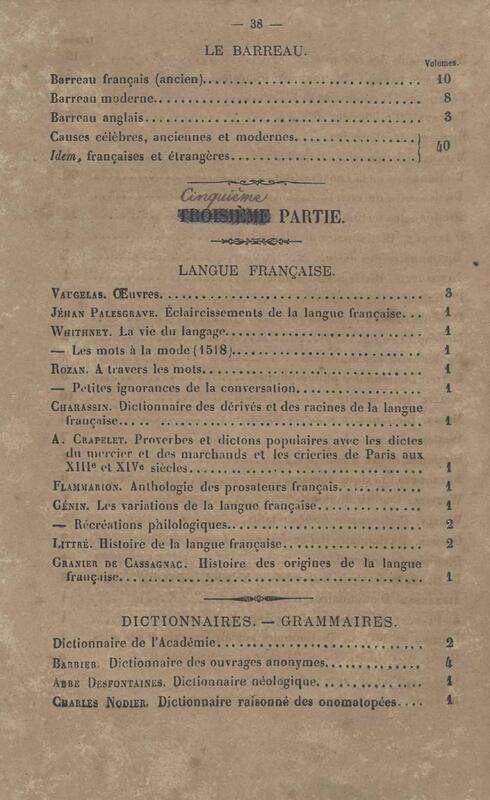 — 38 —
LE BARREAU.
Volumes.
Barreau français (ancien).............................. 10
Barreau moderne.............................. 8
Barreau anglais.............................. 3
Causes célèbres, anciennes et modernes.................. } 40
Idem, françaises et étrangères..........................
Cinquième
TROISIÈME PARTIE.
LANGUE FRANÇAISE.
VAUGELAS. Œuvres.............................. 3
JÉHAN PALESGRAVE. Éclaircissements de la langue française... 1
WHITHNEY. La vie du langage.............................. 1
— Les mots à la mode (1518).............................. 1
ROZAN. A travers les mots.............................. 1
— Petites ignorances de la conversation.................. 1
CHARASSIN. Dictionnaire des dérivés et des racines de la langue
française.............................. 1
A. CRAPELET. Proverbes et dictons populaires avec les dictes
du mercier et des marchands et les crieries de Paris aux
XIIIe et XIVe siècles.............................. 1
FLAMMARION. Anthologie des prosateurs français............ 1
GÉNIN. Les variations de la langue française............... 1
— Récréations philologiques.............................. 2
LITTRÉ. Histoire de la langue française.................... 2
GRANIER DE CASSAGNAC. Histoire des origines de la langue
française.............................. 1
DICTIONNAIRES. — GRAMMAIRES.
Dictionnaire de l'Académie.............................. 2
BARBIER. Dictionnaire des ouvrages anonymes............... 4
ABBE DESFONTAINES. Dictionnaire néologique................ 1
CHARLES NODIER. Dictionnaire raisonné des onomatopées.... 1